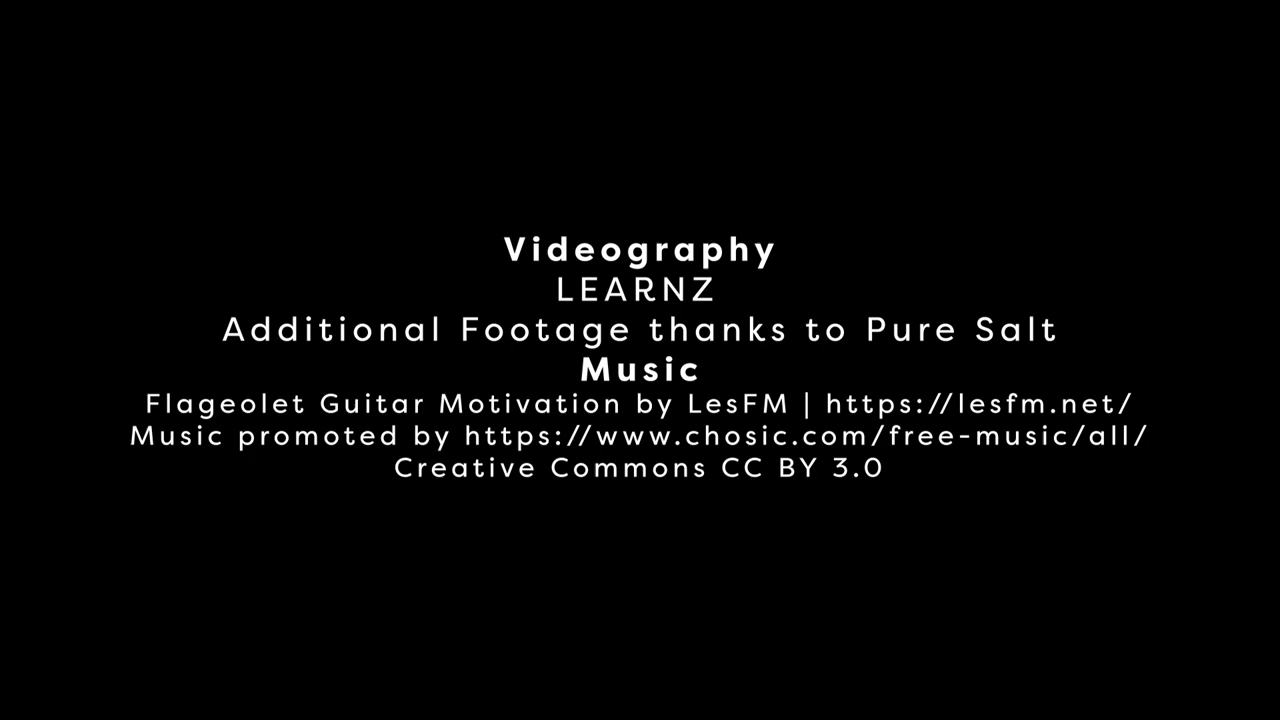 Videography
LEARNZ
Additional Footage thanks to Pure Salt
Music
Flageolet Guitar Motivation by LesFM | https://lesfm.net/
Music promoted by https://www.chosic.com/free-music/all/
Creative Commons CC BY 3.0